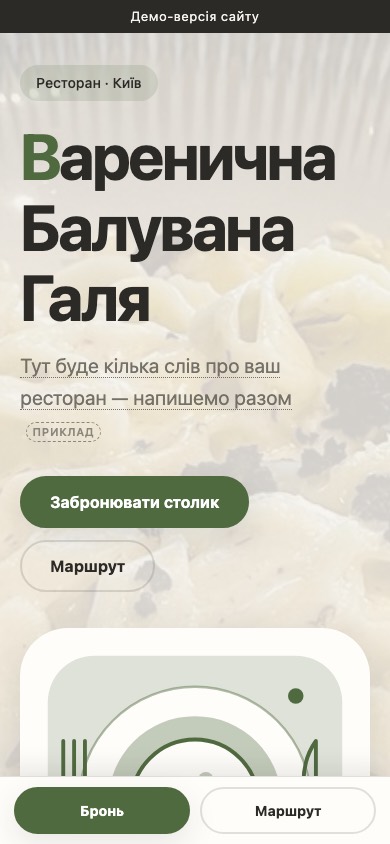 Демо-версія сайту
Ресторан · Київ
Варенична
Балувана
Галя
Тут буде кілька слів про ваш
ресторан — напишемо разом
ПРИКЛАД
Забронювати столик
Маршрут
Бронь
Маршрут